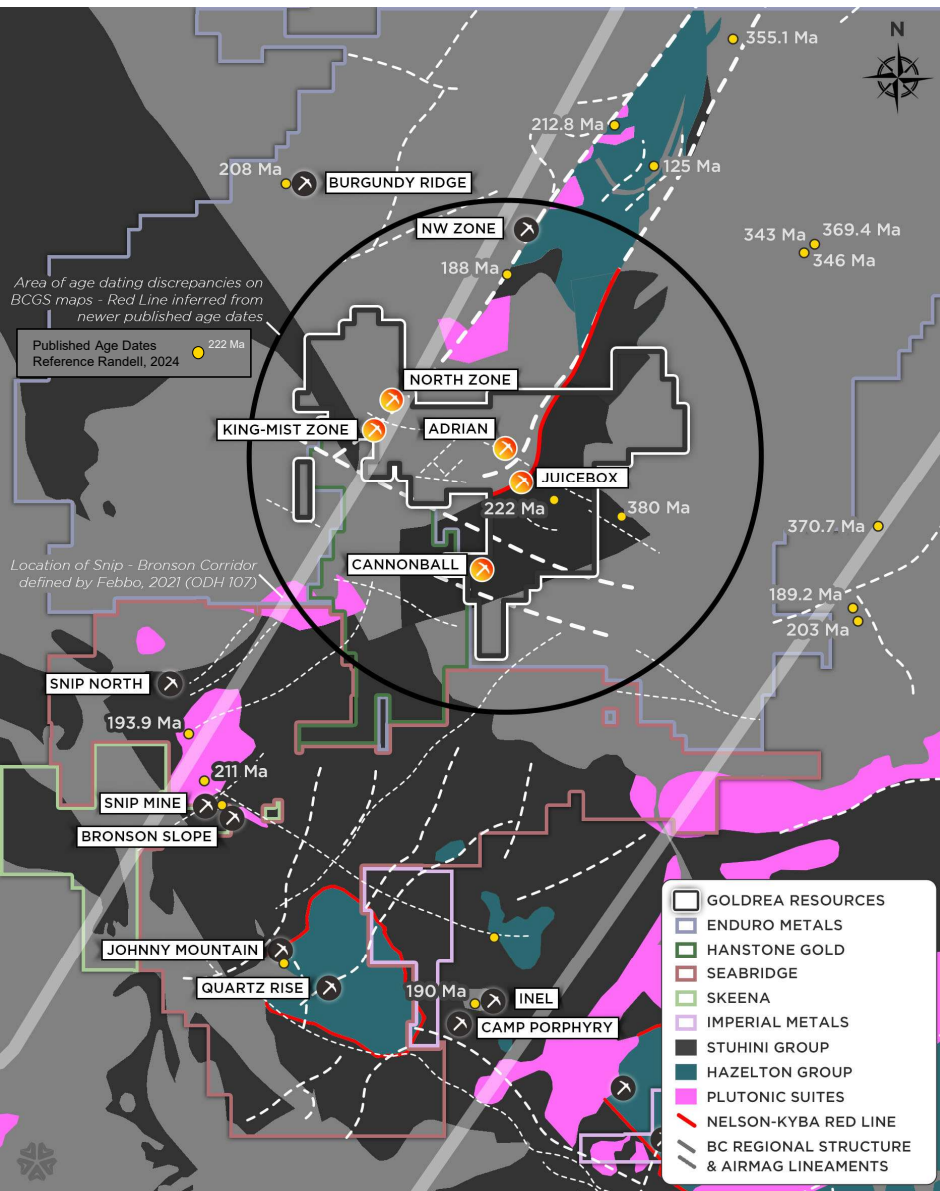 N
355.1 Ma
212.8 Ma
125 Ma
208 Ma
BURGUNDY RIDGE
NW ZONE
343 Ma
369.4 Ma
346 Ma
188 Ma
Area of age dating discrepancies on
BCGS maps - Red Line inferred from
newer published age dates
Published Age Dates
Reference Randell, 2024
222 Ma
NORTH ZONE
KING-MIST ZONE
ADRIAN
JUICEBOX
222 Ma
380 Ma
370.7 Ma
CANNONBALL
Location of Snip - Bronson Corridor
defined by Febbo, 2021 (ODH 107)
189.2 Ma
203 Ma
SNIP NORTH
193.9 Ma
211 Ma
SNIP MINE
BRONSON SLOPE
JOHNNY MOUNTAIN
QUARTZ RISE
190 Ma
INEL
CAMP PORPHYRY
GOLDREA RESOURCES
ENDURO METALS
HANSTONE GOLD
SEABRIDGE
SKEENA
IMPERIAL METALS
STUHINI GROUP
HAZELTON GROUP
PLUTONIC SUITES
NELSON-KYBA RED LINE
BC REGIONAL STRUCTURE
& AIRMAG LINEAMENTS